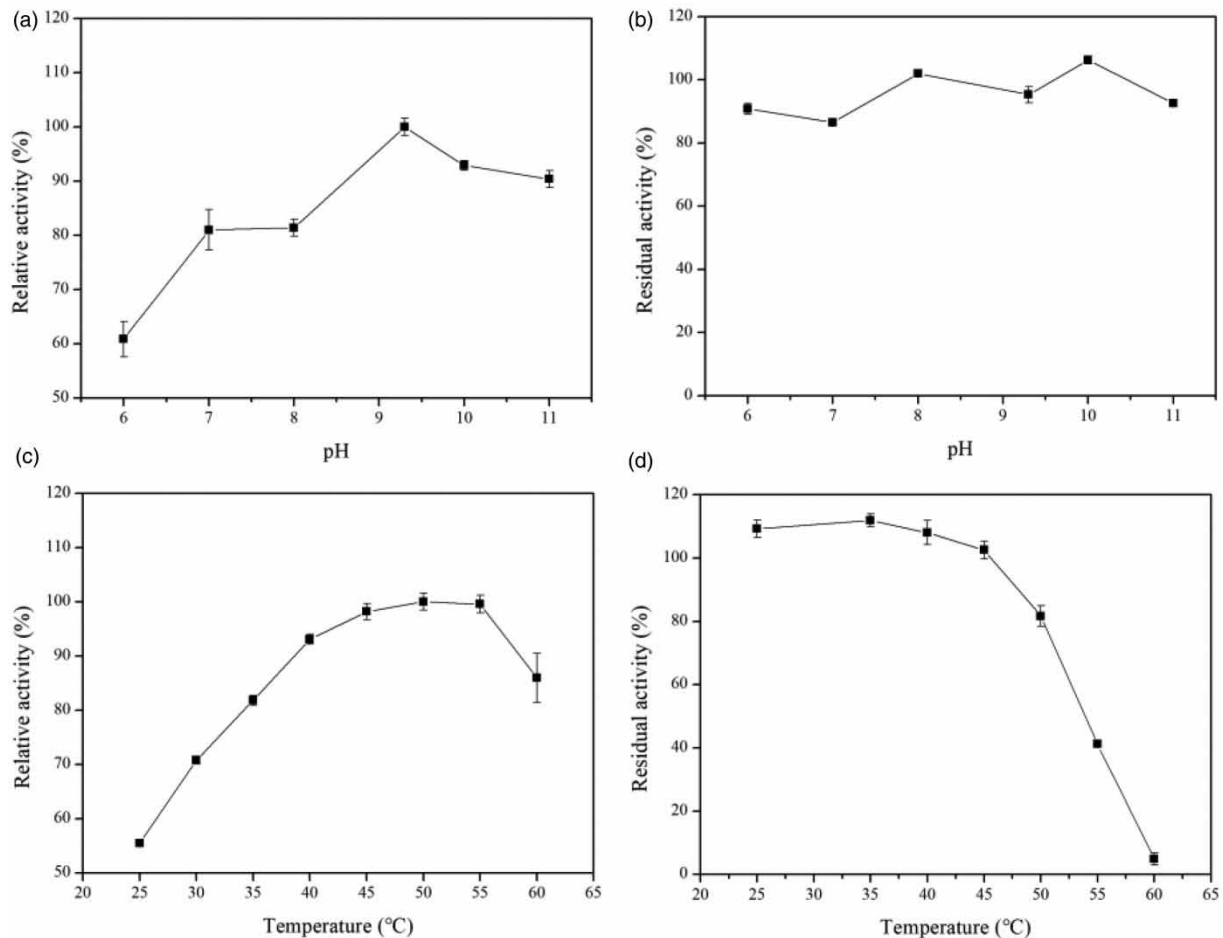 (a)
120
110
100
90
80
70
60
50
Relative activity (%)
6 7 8 9 10 11
pH
(b)
120
100
80
60
40
20
0
Residual activity (%)
6 7 8 9 10 11
pH
(c)
120
110
100
90
80
70
60
50
Relative activity (%)
20 25 30 35 40 45 50 55 60 65
Temperature (℃)
(d)
120
100
80
60
40
20
0
Residual activity (%)
20 25 30 35 40 45 50 55 60 65
Temperature (℃)